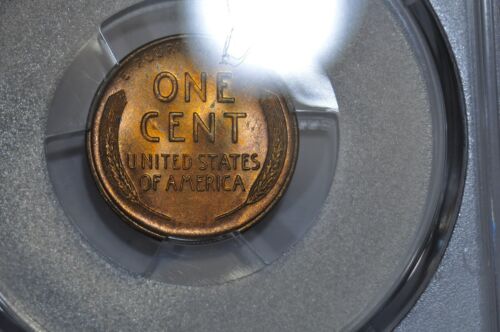 ONE
CENT
UNITED STATES
OF AMERICA